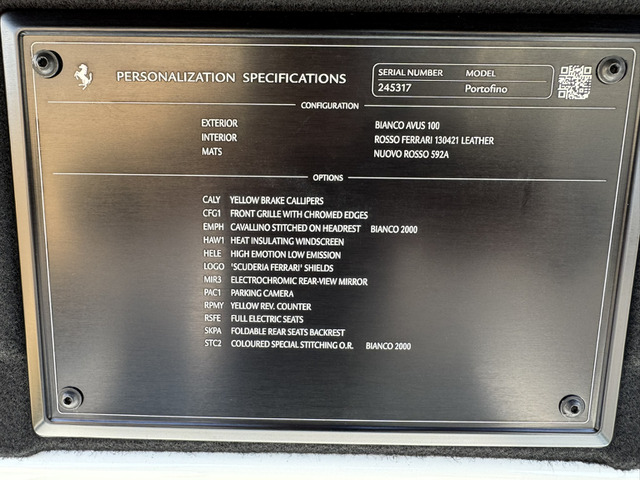 PERSONALIZATION SPECIFICATIONS
SERIAL NUMBER MODEL
245317 Portofino
CONFIGURATION
EXTERIOR BIANCO AVUS 100
INTERIOR ROSSO FERRARI 130421 LEATHER
MATS NUOVO ROSSO 592A
OPTIONS
CALY YELLOW BRAKE CALLIPERS
CFG1 FRONT GRILLE WITH CHROMED EDGES
EMPH CAVALLINO STITCHED ON HEADREST BIANCO 2000
HAW1 HEAT INSULATING WINDSCREEN
HELE HIGH EMOTION LOW EMISSION
LOGO "SCUDERIA FERRARI" SHIELDS
MIR3 ELECTROCHROMIC REAR-VIEW MIRROR
PAC1 PARKING CAMERA
RPMY YELLOW REV. COUNTER
RSFE FULL ELECTRIC SEATS
SKPA FOLDABLE REAR SEATS BACKREST
STC2 COLOURED SPECIAL STITCHING O.R. BIANCO 2000